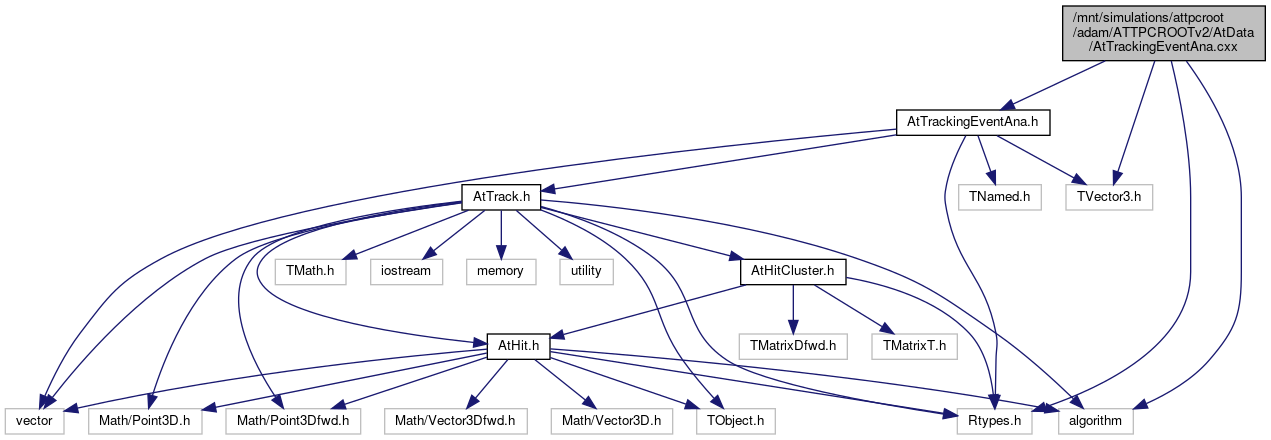 /mnt/simulations/attpcroot
/adam/ATTPCROOTv2/AtData
/AtTrackingEventAna.cxx
AtTrackingEventAna.h
AtTrack.h
TNamed.h
TVector3.h
TMath.h
iostream
memory
utility
AtHitCluster.h
AtHit.h
TMatrixDfwd.h
TMatrixT.h
vector
Math/Point3D.h
Math/Point3Dfwd.h
Math/Vector3Dfwd.h
Math/Vector3D.h
TObject.h
Rtypes.h
algorithm